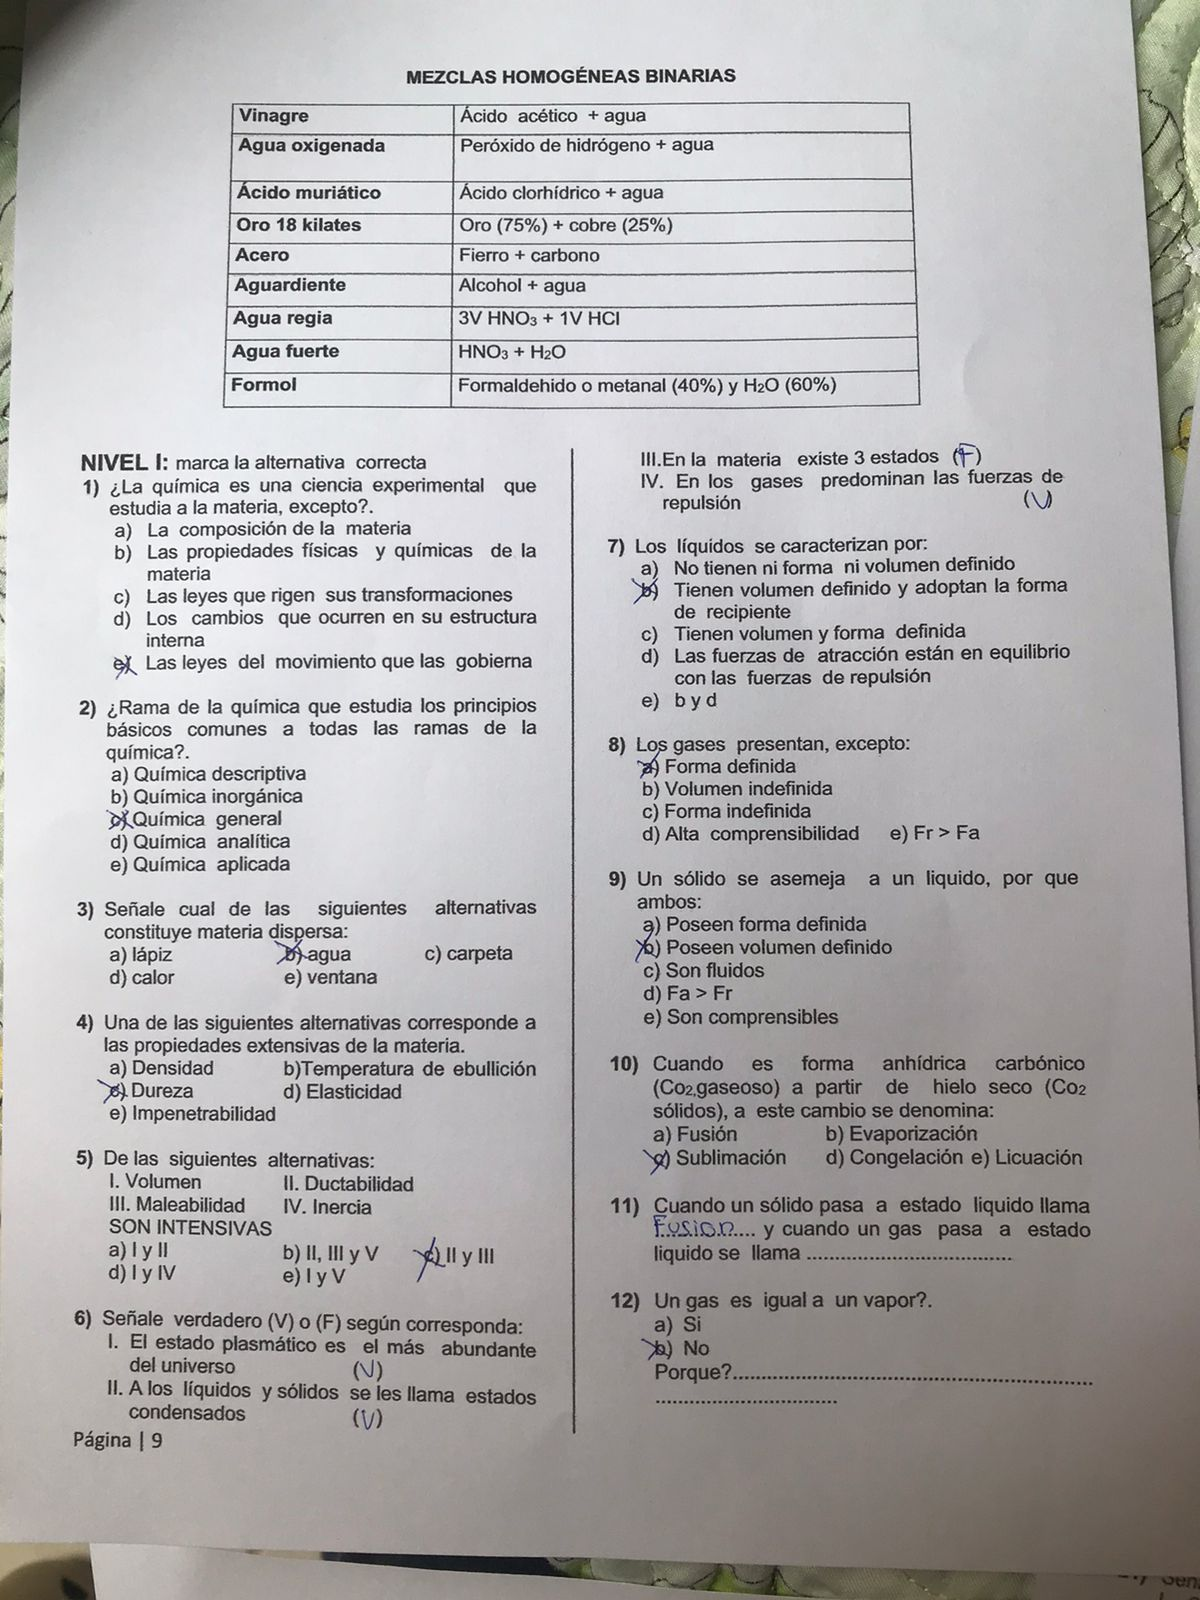 MEZCLAS HOMOGÉNEAS BINARIAS
Vinagre Ácido acético + agua
Agua oxigenada Peróxido de hidrógeno + agua
Ácido muriático Ácido clorhídrico + agua
Oro 18 kilates Oro (75%) + cobre (25%)
Acero Fierro + carbono
Aguardiente Alcohol + agua
Agua regia 3V HNO3 + 1V HCl
Agua fuerte HNO3 + H2O
Formol Formaldehido o metanal (40%) y H2O (60%)
NIVEL I: marca la alternativa correcta
1) ¿La química es una ciencia experimental que
estudia a la materia, excepto?.
a) La composición de la materia
b) Las propiedades físicas y químicas de la
materia
c) Las leyes que rigen sus transformaciones
d) Los cambios que ocurren en su estructura
interna
e) Las leyes del movimiento que las gobierna
2) ¿Rama de la química que estudia los principios
básicos comunes a todas las ramas de la
química?.
a) Química descriptiva
b) Química inorgánica
c) Química general
d) Química analítica
e) Química aplicada
3) Señale cual de las siguientes alternativas
constituye materia dispersa:
a) lápiz b) agua c) carpeta
d) calor e) ventana
4) Una de las siguientes alternativas corresponde a
las propiedades extensivas de la materia.
a) Densidad b)Temperatura de ebullición
c) Dureza d) Elasticidad
e) Impenetrabilidad
5) De las siguientes alternativas:
I. Volumen II. Ductabilidad
III. Maleabilidad IV. Inercia
SON INTENSIVAS
a) I y II b) II, III y V c) II y III
d) I y IV e) I y V
6) Señale verdadero (V) o (F) según corresponda:
I. El estado plasmático es el más abundante
del universo (V)
II. A los líquidos y sólidos se les llama estados
condensados (V)
Página | 9
III.En la materia existe 3 estados (F)
IV. En los gases predominan las fuerzas de
repulsión (V)
7) Los líquidos se caracterizan por:
a) No tienen ni forma ni volumen definido
b) Tienen volumen definido y adoptan la forma
de recipiente
c) Tienen volumen y forma definida
d) Las fuerzas de atracción están en equilibrio
con las fuerzas de repulsión
e) b y d
8) Los gases presentan, excepto:
a) Forma definida
b) Volumen indefinida
c) Forma indefinida
d) Alta comprensibilidad e) Fr > Fa
9) Un sólido se asemeja a un liquido, por que
ambos:
a) Poseen forma definida
b) Poseen volumen definido
c) Son fluidos
d) Fa > Fr
e) Son comprensibles
10) Cuando es forma anhídrica carbónico
(Co2,gaseoso) a partir de hielo seco (Co2
sólidos), a este cambio se denomina:
a) Fusión b) Evaporización
c) Sublimación d) Congelación e) Licuación
11) Cuando un sólido pasa a estado liquido llama
Fusion.... y cuando un gas pasa a estado
liquido se llama ................................
12) Un gas es igual a un vapor?.
a) Si
b) No
Porque?......................................................
............................